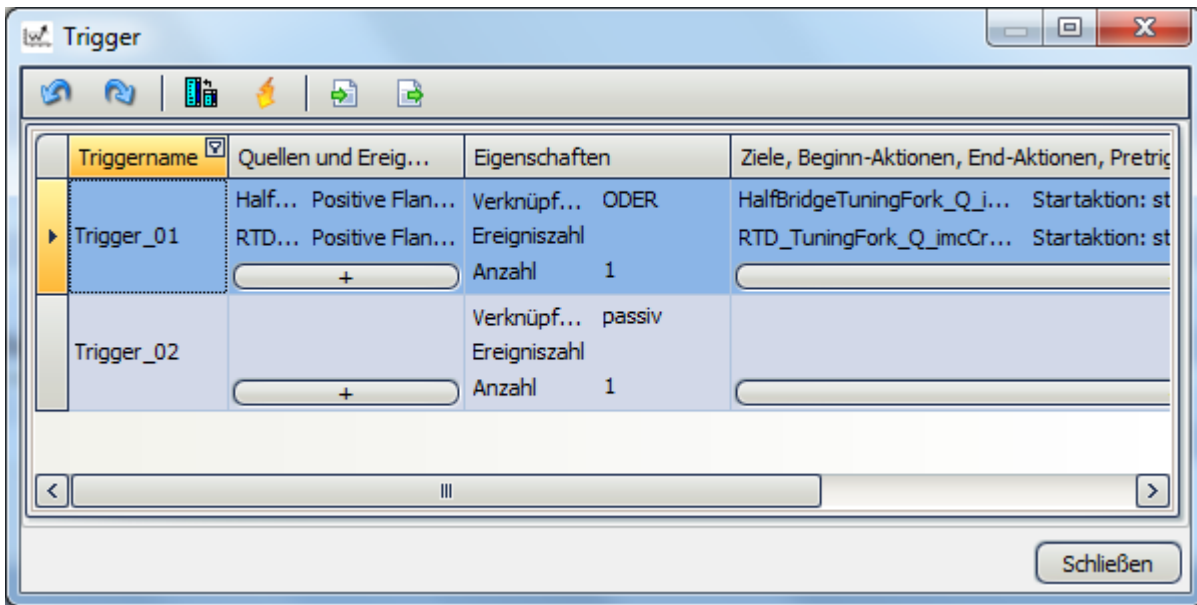 Trigger
Triggername Quellen und Ereig... Eigenschaften Ziele, Beginn-Aktionen, End-Aktionen, Pretrig
Trigger_01
Half... Positive Flan...
RTD... Positive Flan...
+
Verknüpf... ODER
Ereigniszahl
Anzahl 1
HalfBridgeTuningFork_Q_i... Startaktion: st
RTD_TuningFork_Q_imcCr... Startaktion: st
Trigger_02
+
Verknüpf... passiv
Ereigniszahl
Anzahl 1
Schließen